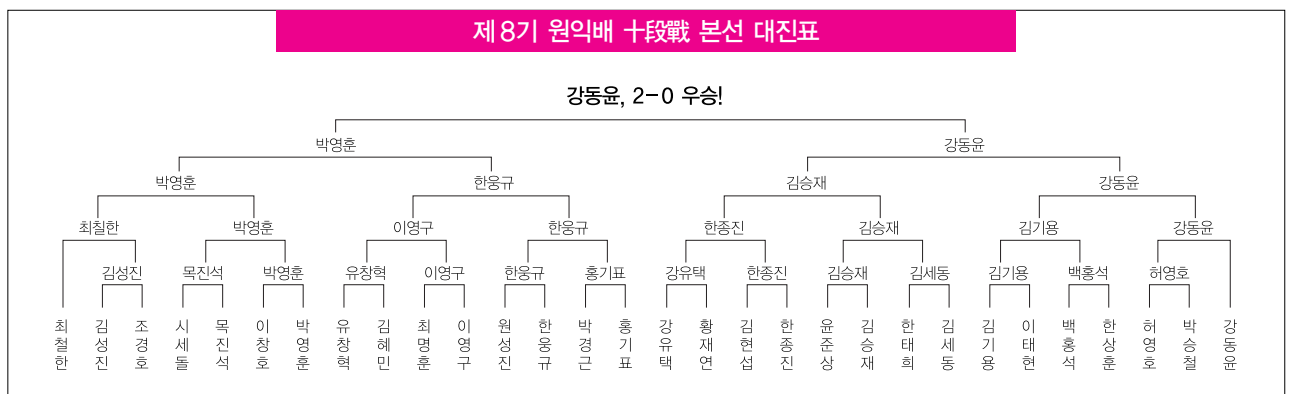 제8기 원익배 十段戰 본선 대진표
강동윤, 2-0 우승!
박영훈 강동윤
박영훈 한웅규 김승재 강동윤
최칠한 박영훈 이영구 한웅규 한종진 김승재 김기용 강동윤
김성진 목진석 박영훈 유창혁 이영구 한웅규 홍기표 강유택 한종진 김승재 김세동 김기용 백홍석 허영호
최철한 김성진 조경호 시세돌 목진석 이창호 박영훈 유창혁 김혜민 최명훈 이영구 원성진 한웅규 박경근 홍기표 강유택 황재연 김현섭 한종진 윤준상 김승재 한태희 김세동 김기용 이태현 백홍석 한상훈 허영호 박승철 강동윤